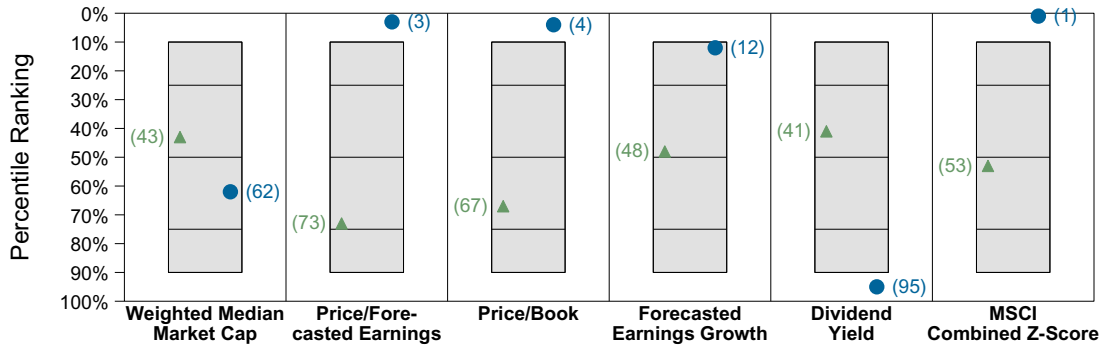 Percentile Ranking
0%
10%
20%
30%
40%
50%
60%
70%
80%
90%
100%
(43)
(62)
(73)
(3)
(67)
(4)
(48)
(12)
(41)
(95)
(53)
(1)
Weighted Median
Market Cap
Price/Fore-
casted Earnings
Price/Book
Forecasted
Earnings Growth
Dividend
Yield
MSCI
Combined Z-Score